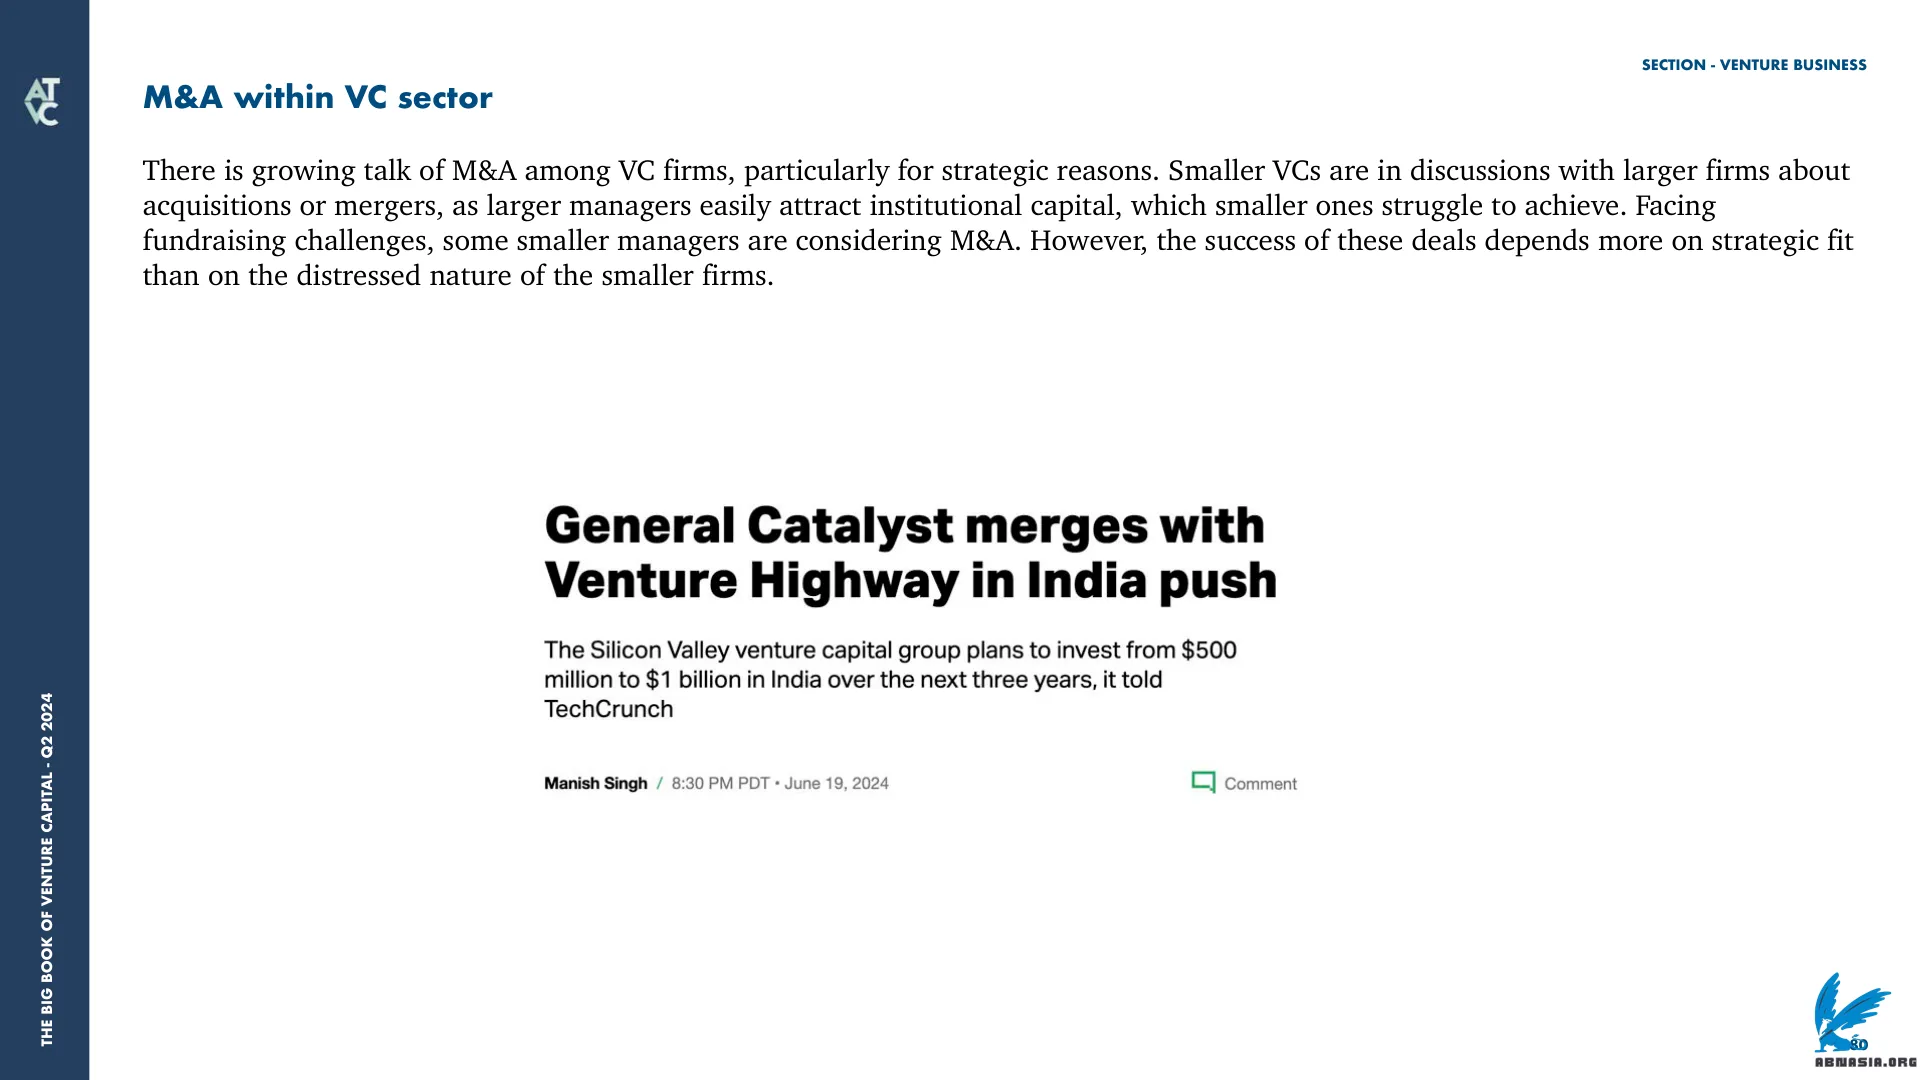 SECTION - VENTURE BUSINESS
AT
VC
M&A within VC sector
There is growing talk of M&A among VC firms, particularly for strategic reasons. Smaller VCs are in discussions with larger firms about
acquisitions or mergers, as larger managers easily attract institutional capital, which smaller ones struggle to achieve. Facing
fundraising challenges, some smaller managers are considering M&A. However, the success of these deals depends more on strategic fit
than on the distressed nature of the smaller firms.
General Catalyst merges with
Venture Highway in India push
The Silicon Valley venture capital group plans to invest from $500
million to $1 billion in India over the next three years, it told
TechCrunch
Manish Singh / 8:30 PM PDT • June 19, 2024
Comment
THE BIG BOOK OF VENTURE CAPITAL - Q2 2024
80
ABNASIA.ORG